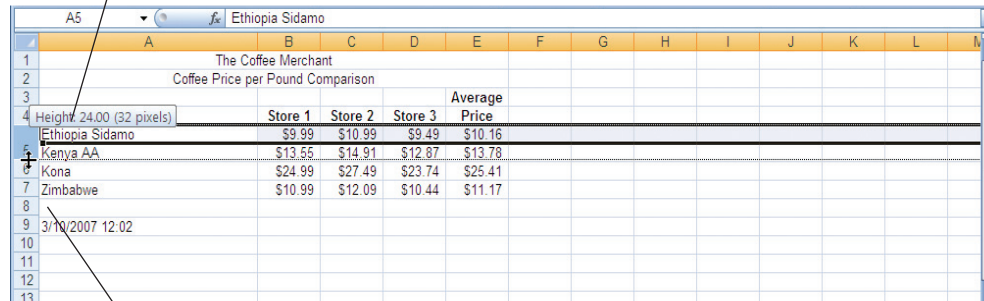 A5 fx Ethiopia Sidamo
A B C D E F G H I J K L M
1 The Coffee Merchant
2 Coffee Price per Pound Comparison
3 Average
4 Height: 24.00 (32 pixels) Store 1 Store 2 Store 3 Price
Ethiopia Sidamo $9.99 $10.99 $9.49 $10.16
5 Kenya AA $13.55 $14.91 $12.87 $13.78
6 Kona $24.99 $27.49 $23.74 $25.41
7 Zimbabwe $10.99 $12.09 $10.44 $11.17
8
9 3/10/2007 12:02
10
11
12
13